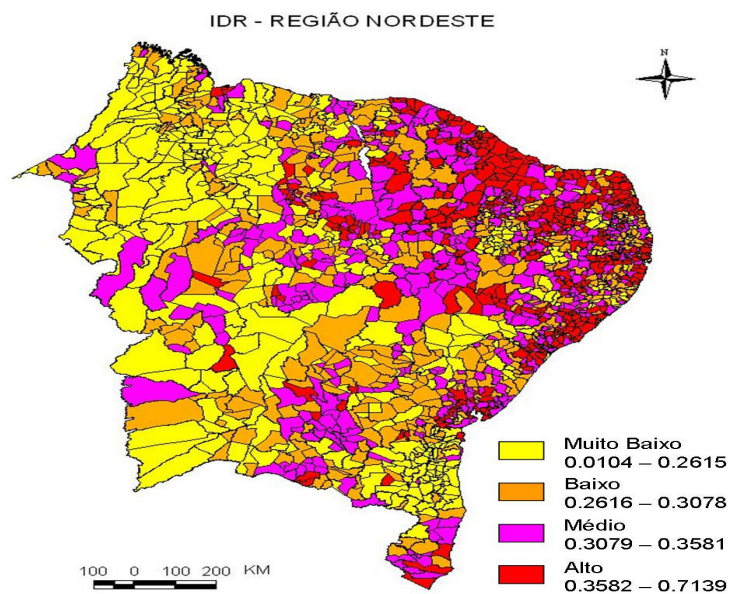 IDR - REGIÃO NORDESTE
N
Muito Baixo
0.0104 – 0.2615
Baixo
0.2616 – 0.3078
Médio
0.3079 – 0.3581
Alto
0.3582 – 0.7139
100 0 100 200 KM